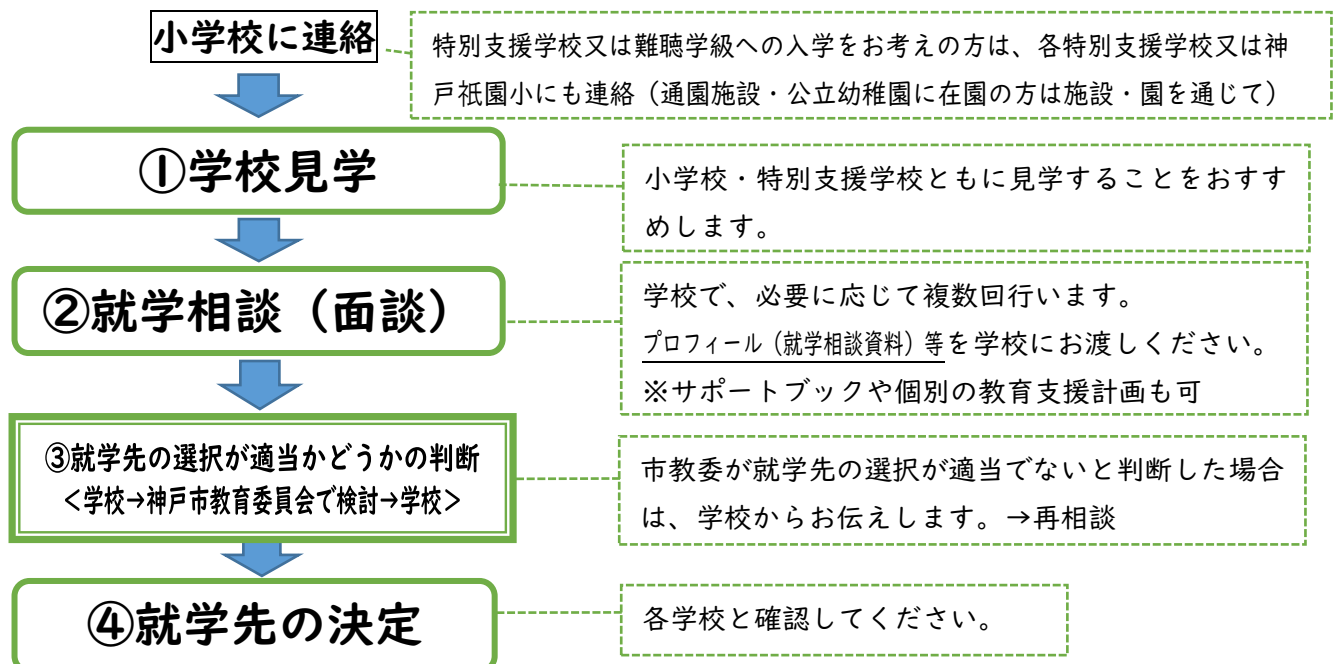 小学校に連絡
特別支援学校又は難聴学級への入学をお考えの方は、各特別支援学校又は神
戸祇園小にも連絡（通園施設・公立幼稚園に在園の方は施設・園を通じて）
①学校見学
小学校・特別支援学校ともに見学することをおすす
めします。
②就学相談（面談）
学校で、必要に応じて複数回行います。
プロフィール（就学相談資料）等を学校にお渡しください。
※サポートブックや個別の教育支援計画も可
③就学先の選択が適当かどうかの判断
＜学校→神戸市教育委員会で検討→学校＞
市教委が就学先の選択が適当でないと判断した場合
は、学校からお伝えします。→再相談
④就学先の決定
各学校と確認してください。